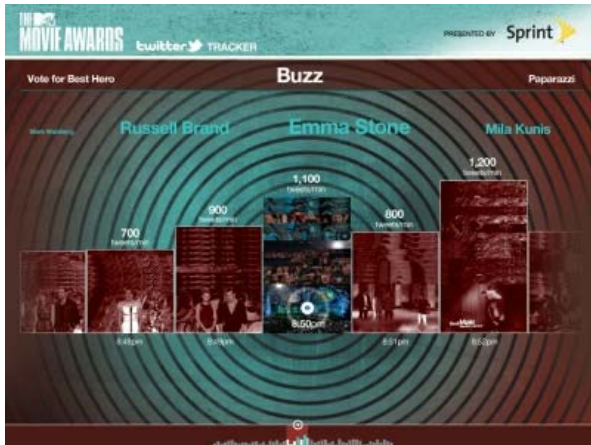 THE MTV
MOVIE AWARDS twitter TRACKER
PRESENTED BY Sprint
Vote for Best Hero Buzz Paparazzi
Mark Wahlberg Russell Brand Emma Stone Mila Kunis
1,200
tweets/min
1,100
tweets/min
900
tweets/min
800
tweets/min
700
tweets/min
8:50pm
8:48pm 8:49pm 8:51pm 8:52pm